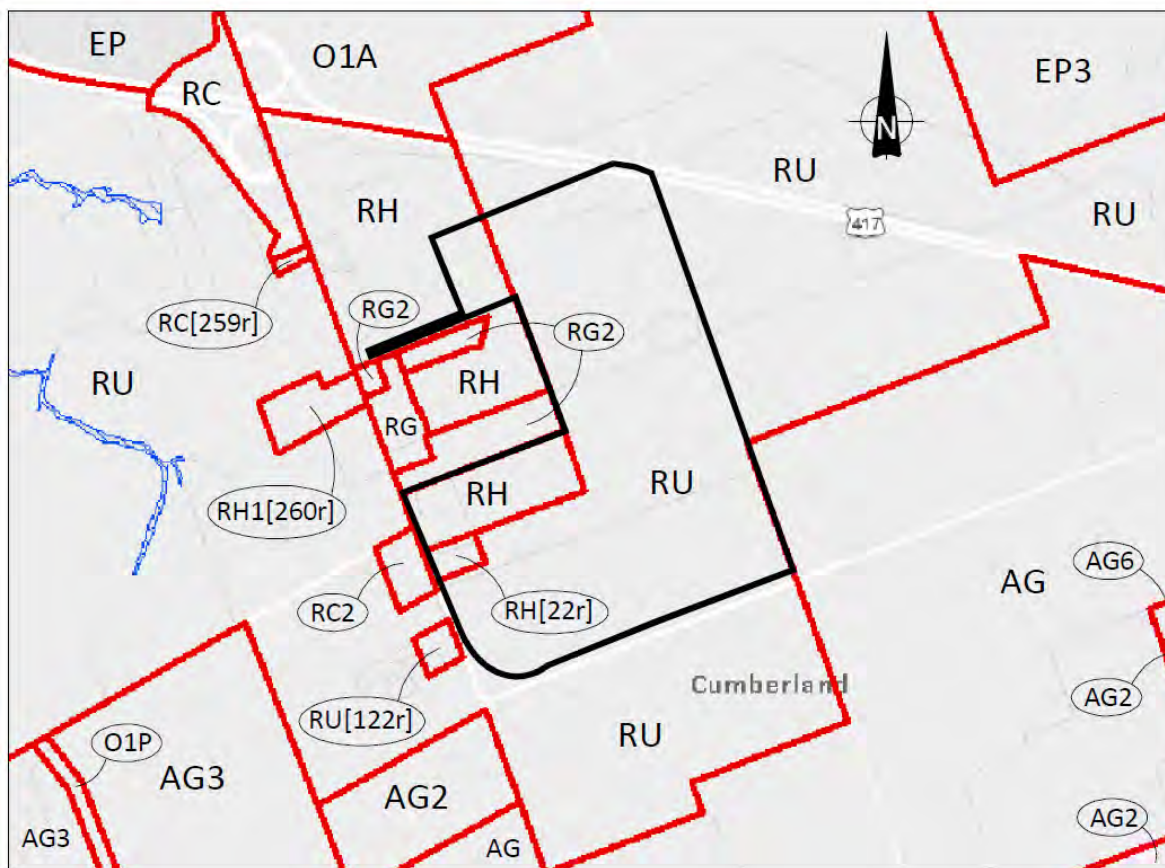 EP
O1A
RC
EP3
N
RU
RH
RU
417
RC[259r]
RG2
RG2
RU
RH
RG
RH
RU
RH1[260r]
AG6
AG
RC2
RH[22r]
Cumberland
AG2
RU[122r]
RU
O1P
AG3
AG2
AG2
AG3
AG